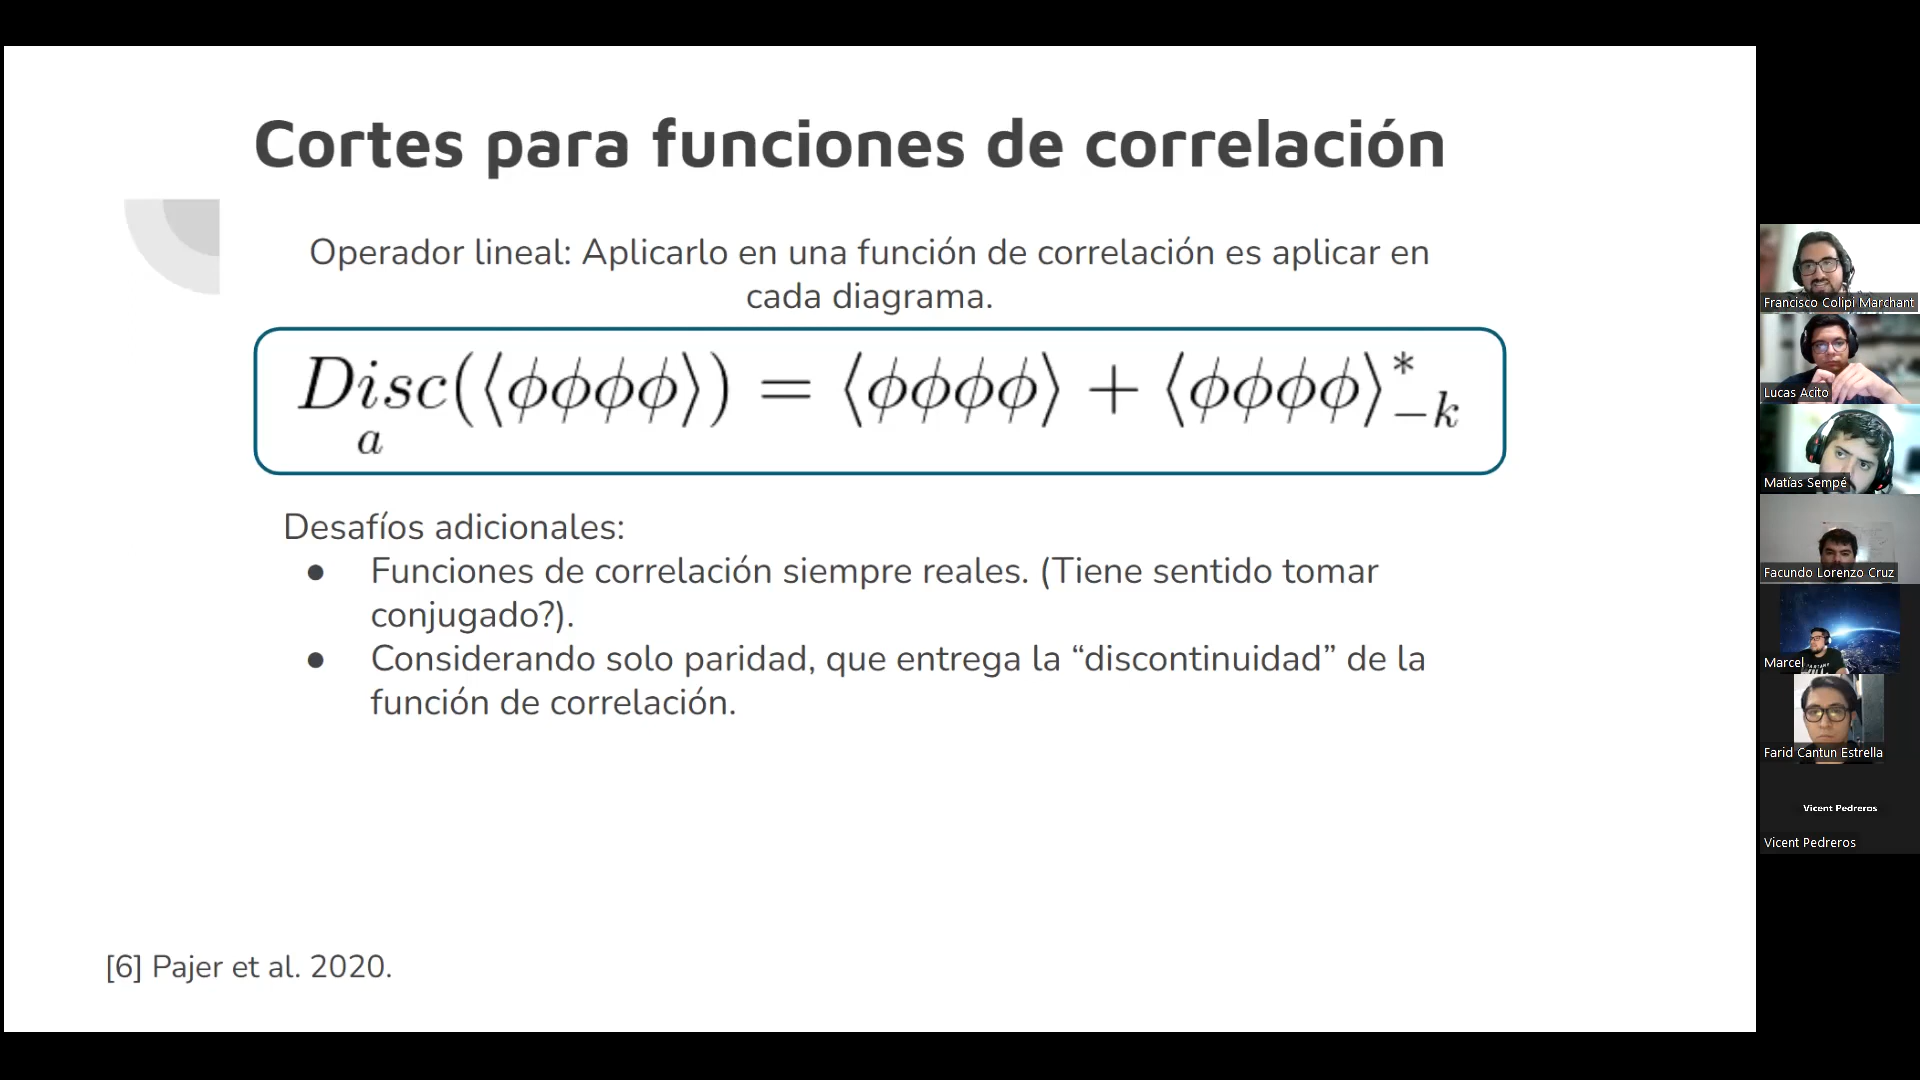 Cortes para funciones de correlación
Operador lineal: Aplicarlo en una función de correlación es aplicar en
cada diagrama.
Disc(⟨ϕϕϕϕ⟩) = ⟨ϕϕϕϕ⟩ + ⟨ϕϕϕϕ⟩*₋k
a
Desafíos adicionales:
● Funciones de correlación siempre reales. (Tiene sentido tomar
conjugado?).
● Considerando solo paridad, que entrega la “discontinuidad” de la
función de correlación.
[6] Pajer et al. 2020.
Francisco Colipi Marchant
Lucas Acito
Matías Sempé
Facundo Lorenzo Cruz
Marcel
Farid Cantun Estrella
Vicent Pedreros
Vicent Pedreros